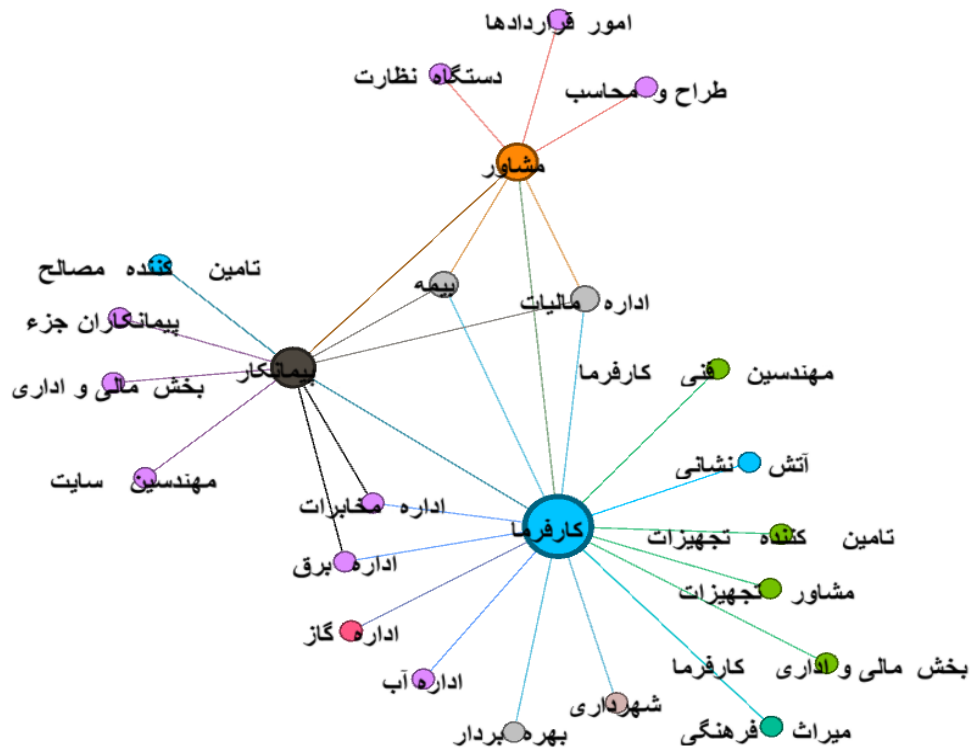 امور قراردادها
دستگاه نظارت
طراح و محاسب
مشاور
تامین کننده مصالح
بیمه
اداره مالیات
پیمانکاران جزء
پیمانکار
مهندسین فنی کارفرما
بخش مالی و اداری
آتش نشانی
مهندسین سایت
اداره مخابرات
کارفرما
تامین کننده تجهیزات
اداره برق
مشاور تجهیزات
اداره گاز
بخش مالی و اداری کارفرما
اداره آب
شهرداری
میراث فرهنگی
بهره بردار